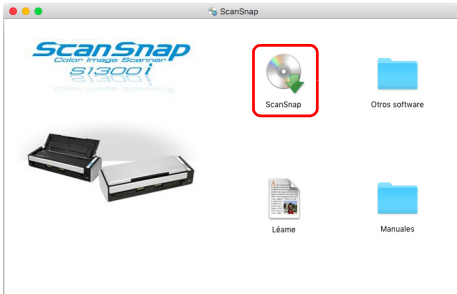 ScanSnap
ScanSnap
Color Image Scanner
S1300i
ScanSnap
Otros software
Léame
Manuales